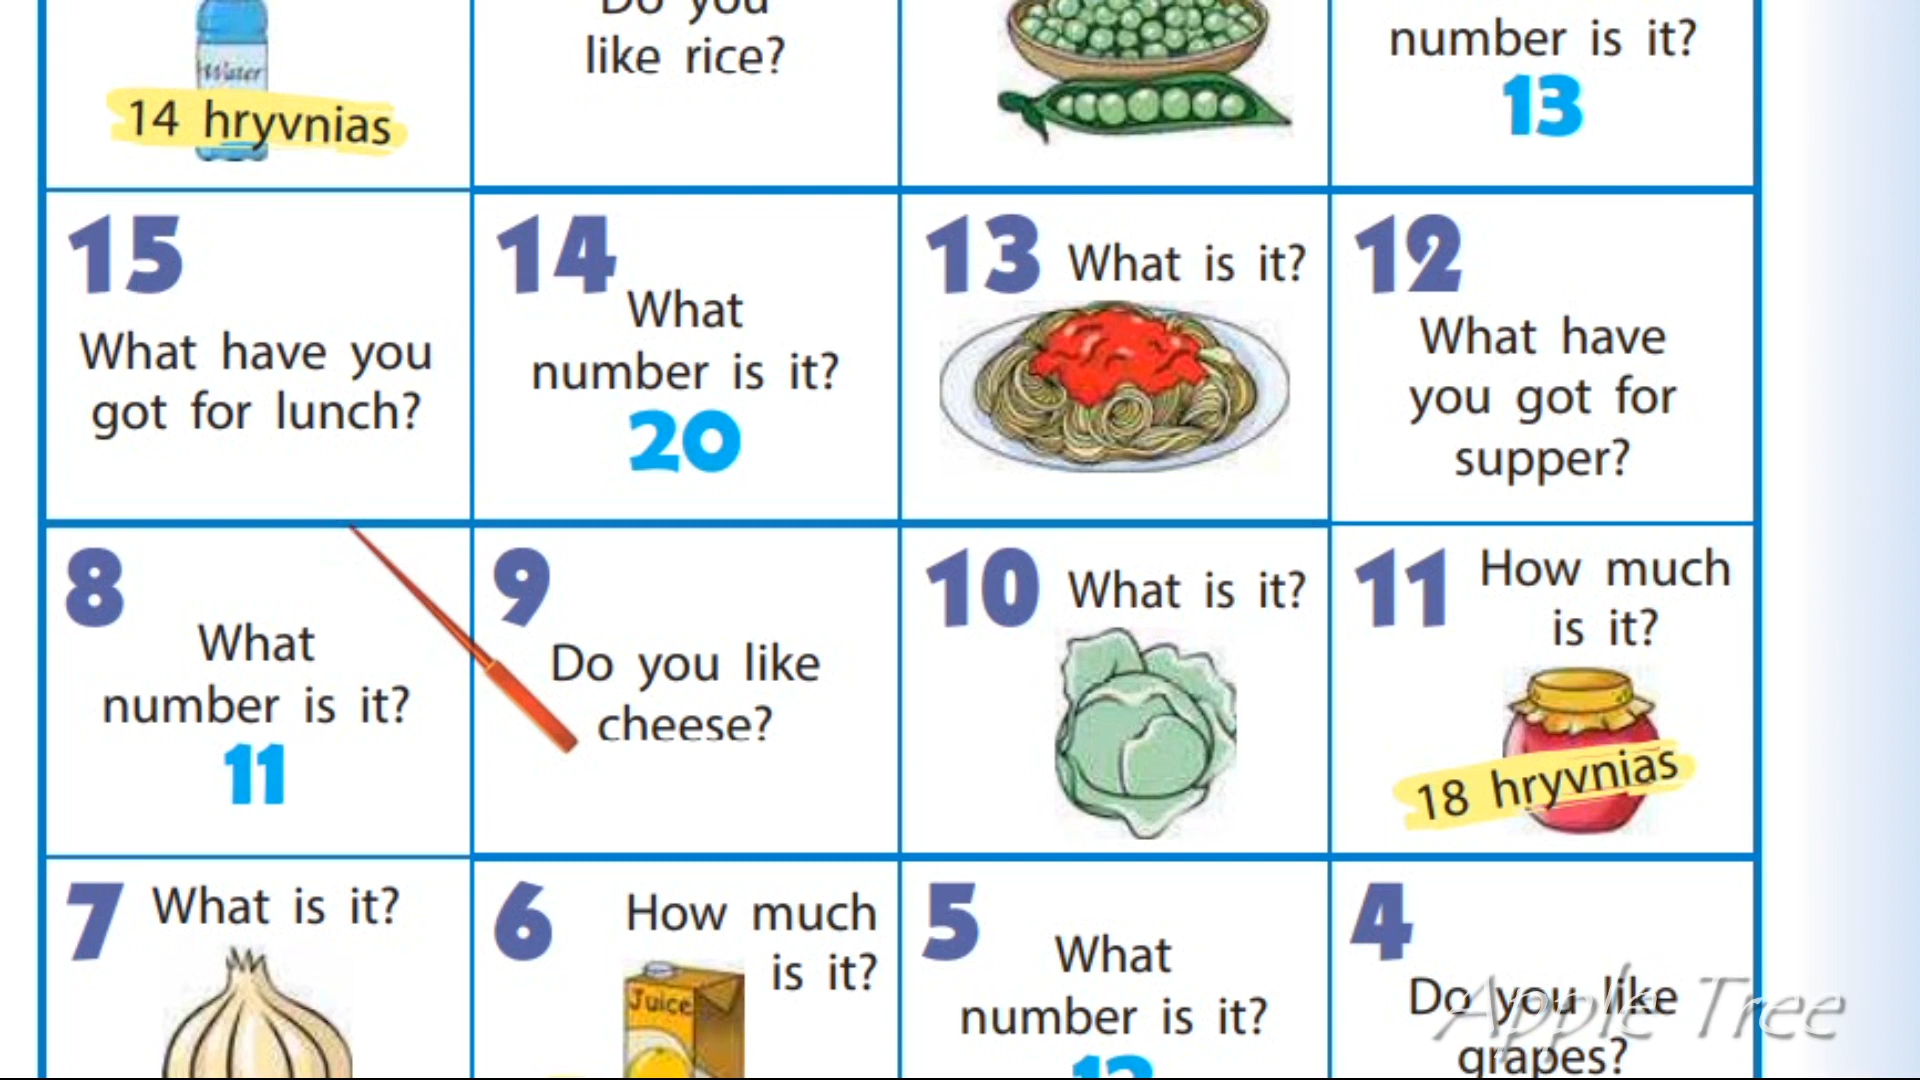 Water
14 hryvnias
Do you
like rice?
number is it?
13
15
What have you
got for lunch?
14
What
number is it?
20
13 What is it?
12
What have
you got for
supper?
8
What
number is it?
11
9
Do you like
cheese?
10 What is it?
11 How much
is it?
18 hryvnias
7 What is it?
6 How much
is it?
Juice
5
What
number is it?
4
Do you like
grapes?
Apple Tree